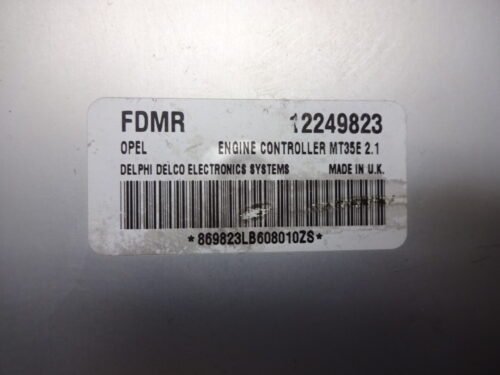 FDMR 12249823
OPEL ENGINE CONTROLLER MT35E 2.1
DELPHI DELCO ELECTRONICS SYSTEMS MADE IN U.K.
*869823LB608010ZS*